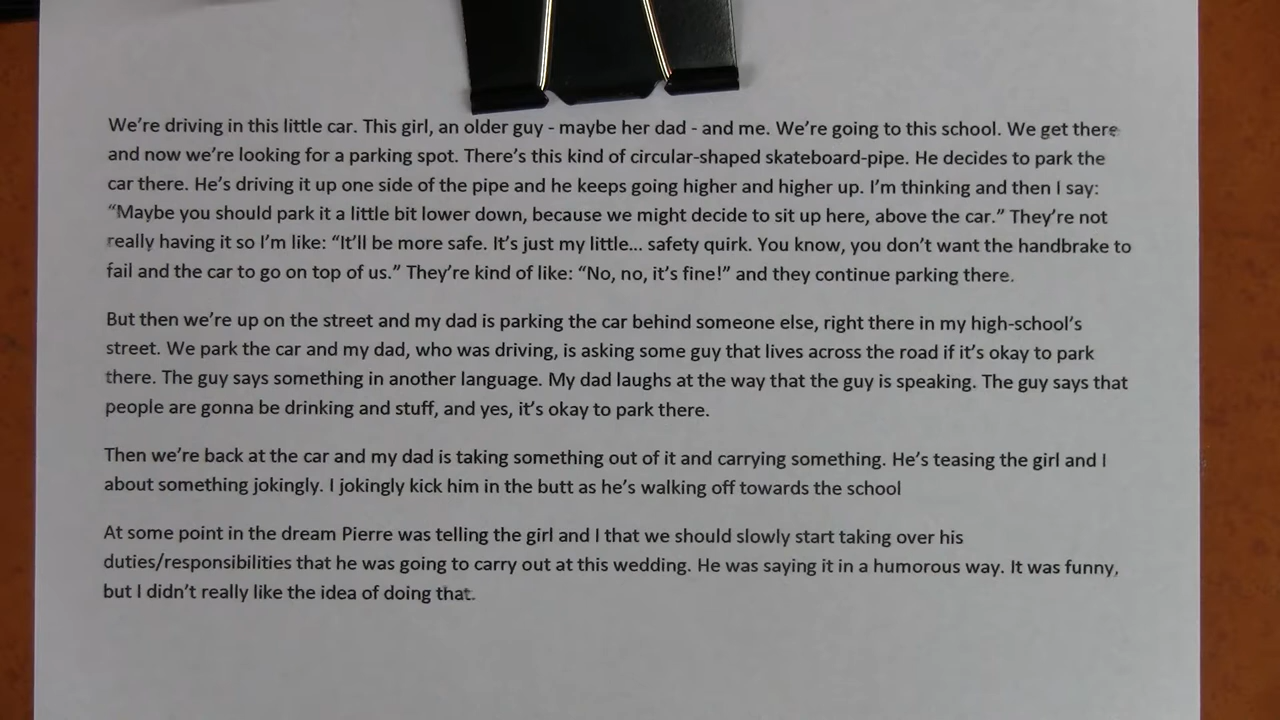 We're driving in this little car. This girl, an older guy - maybe her dad - and me. We're going to this school. We get there
and now we're looking for a parking spot. There's this kind of circular-shaped skateboard-pipe. He decides to park the
car there. He's driving it up one side of the pipe and he keeps going higher and higher up. I'm thinking and then I say:
“Maybe you should park it a little bit lower down, because we might decide to sit up here, above the car.” They're not
really having it so I'm like: “It'll be more safe. It's just my little... safety quirk. You know, you don't want the handbrake to
fail and the car to go on top of us.” They're kind of like: “No, no, it's fine!” and they continue parking there.
But then we're up on the street and my dad is parking the car behind someone else, right there in my high-school's
street. We park the car and my dad, who was driving, is asking some guy that lives across the road if it's okay to park
there. The guy says something in another language. My dad laughs at the way that the guy is speaking. The guy says that
people are gonna be drinking and stuff, and yes, it's okay to park there.
Then we're back at the car and my dad is taking something out of it and carrying something. He's teasing the girl and I
about something jokingly. I jokingly kick him in the butt as he's walking off towards the school
At some point in the dream Pierre was telling the girl and I that we should slowly start taking over his
duties/responsibilities that he was going to carry out at this wedding. He was saying it in a humorous way. It was funny,
but I didn't really like the idea of doing that.